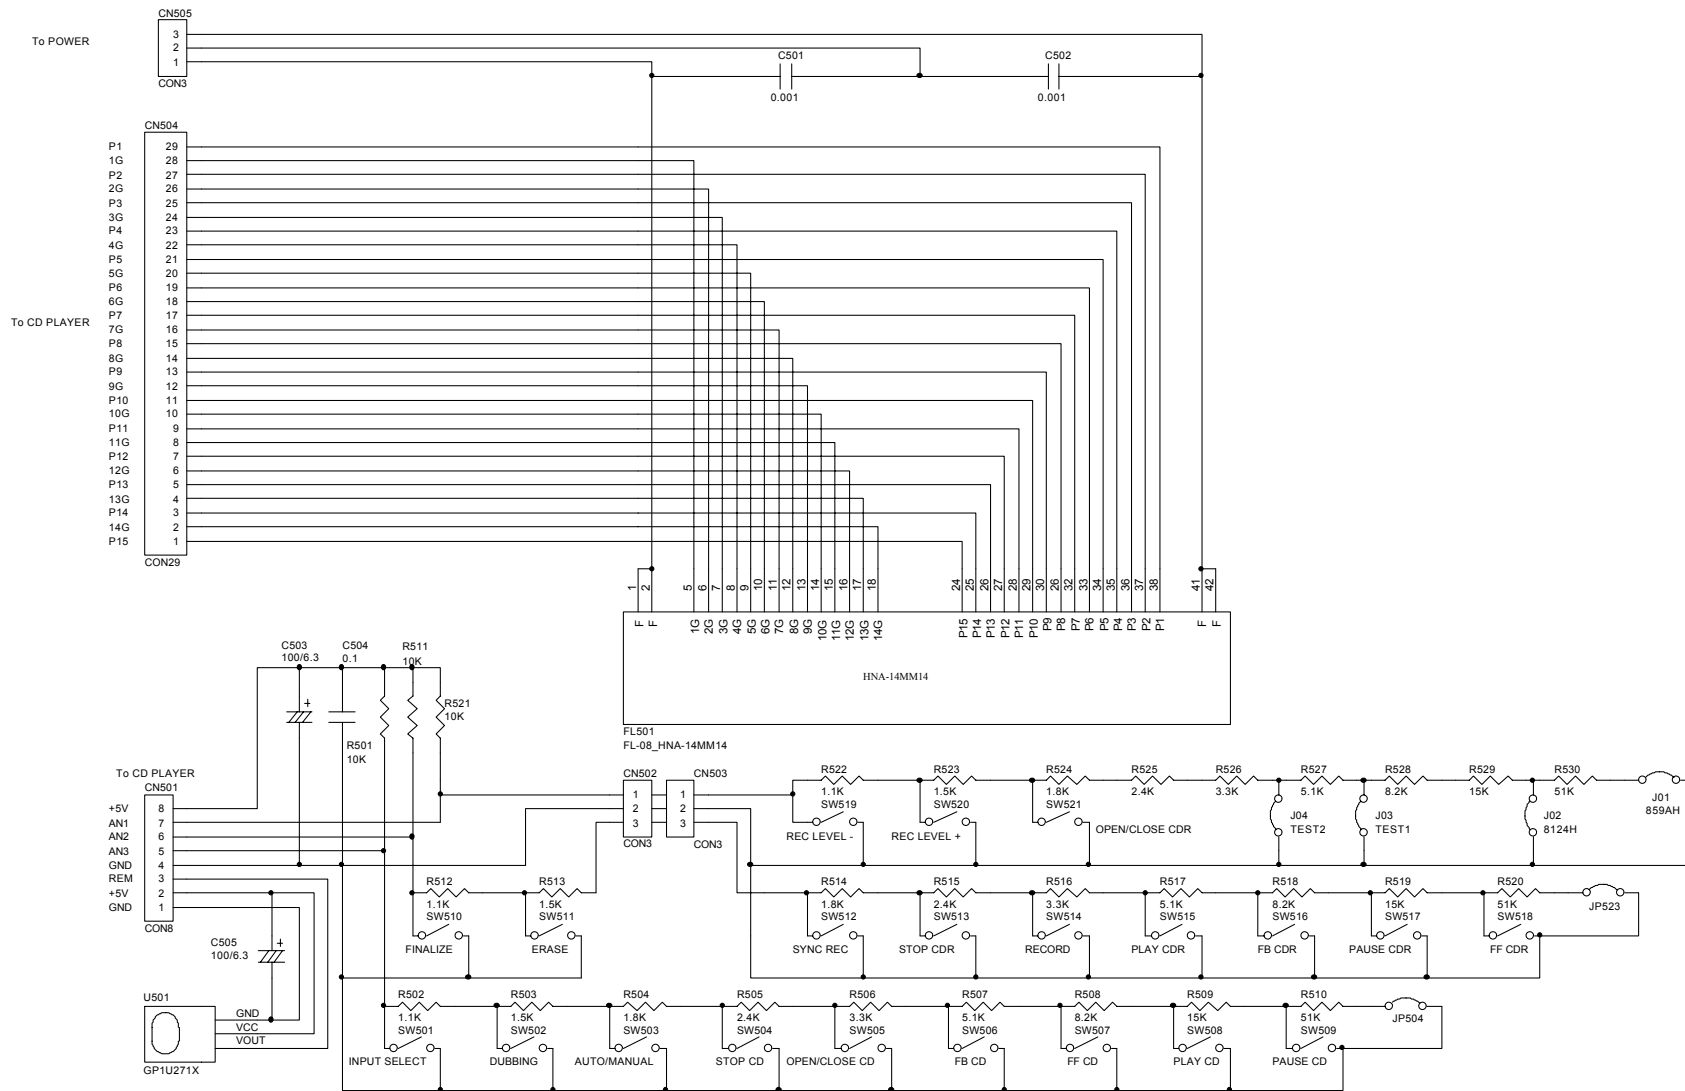 CN505
To POWER
3
2
1
CON3
C501
0.001
C502
0.001
CN504
To CD PLAYER
P1 29
1G 28
P2 27
2G 26
P3 25
3G 24
P4 23
4G 22
P5 21
5G 20
P6 19
6G 18
P7 17
7G 16
P8 15
8G 14
P9 13
9G 12
P10 11
10G 10
P11 9
11G 8
P12 7
12G 6
P13 5
13G 4
P14 3
14G 2
P15 1
CON29
1 2 5 6 7 8 9 10 11 12 13 14 15 16 17 18 24 25 26 27 28 29 30 26 32 33 34 35 36 37 38 41 42
F F 1G 2G 3G 4G 5G 6G 7G 8G 9G 10G 11G 12G 13G 14G P15 P14 P13 P12 P11 P10 P9 P8 P7 P6 P5 P4 P3 P2 P1 F F
HNA-14MM14
FL501
FL-08_HNA-14MM14
C503
100/6.3
+
C504
0.1
R511
10K
R521
10K
R501
10K
To CD PLAYER
CN501
+5V 8
AN1 7
AN2 6
AN3 5
GND 4
REM 3
+5V 2
GND 1
CON8
C505
100/6.3
+
U501
GND
VCC
VOUT
GP1U271X
CN502
1
2
3
CON3
CN503
1
2
3
CON3
R522
1.1K
SW519
REC LEVEL -
R523
1.5K
SW520
REC LEVEL +
R524
1.8K
SW521
OPEN/CLOSE CDR
R525
2.4K
R526
3.3K
R527
5.1K
J04
TEST2
R528
8.2K
J03
TEST1
R529
15K
R530
51K
J02
8124H
J01
859AH
R512
1.1K
SW510
FINALIZE
R513
1.5K
SW511
ERASE
R514
1.8K
SW512
SYNC REC
R515
2.4K
SW513
STOP CDR
R516
3.3K
SW514
RECORD
R517
5.1K
SW515
PLAY CDR
R518
8.2K
SW516
FB CDR
R519
15K
SW517
PAUSE CDR
R520
51K
SW518
FF CDR
JP523
R502
1.1K
SW501
INPUT SELECT
R503
1.5K
SW502
DUBBING
R504
1.8K
SW503
AUTO/MANUAL
R505
2.4K
SW504
STOP CD
R506
3.3K
SW505
OPEN/CLOSE CD
R507
5.1K
SW506
FB CD
R508
8.2K
SW507
FF CD
R509
15K
SW508
PLAY CD
R510
51K
SW509
PAUSE CD
JP504